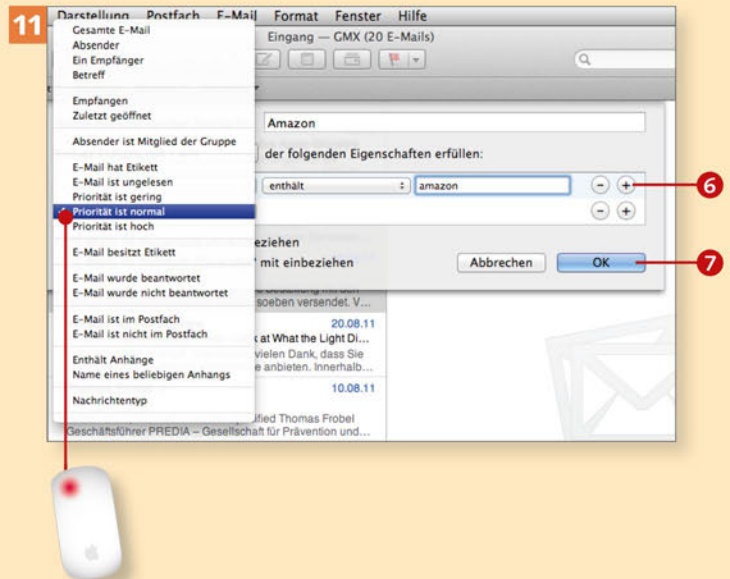 11
Darstellung Postfach E-Mail Format Fenster Hilfe
Eingang — GMX (20 E-Mails)
Gesamte E-Mail
Absender
Ein Empfänger
Betreff
Empfangen
Zuletzt geöffnet
Absender ist Mitglied der Gruppe
E-Mail hat Etikett
E-Mail ist ungelesen
Priorität ist gering
Priorität ist normal
Priorität ist hoch
E-Mail besitzt Etikett
E-Mail wurde beantwortet
E-Mail wurde nicht beantwortet
E-Mail ist im Postfach
E-Mail ist nicht im Postfach
Enthält Anhänge
Name eines beliebigen Anhangs
Nachrichtentyp
Amazon
der folgenden Eigenschaften erfüllen:
enthält amazon
6
eziehen
mit einbeziehen
Abbrechen OK
7
soeben versendet. V...
20.08.11
at What the Light Di...
vielen Dank, dass Sie
anbieten. Innerhalb...
10.08.11
ified Thomas Frobel
Geschäftsführer PREDIA – Gesellschaft für Prävention und...